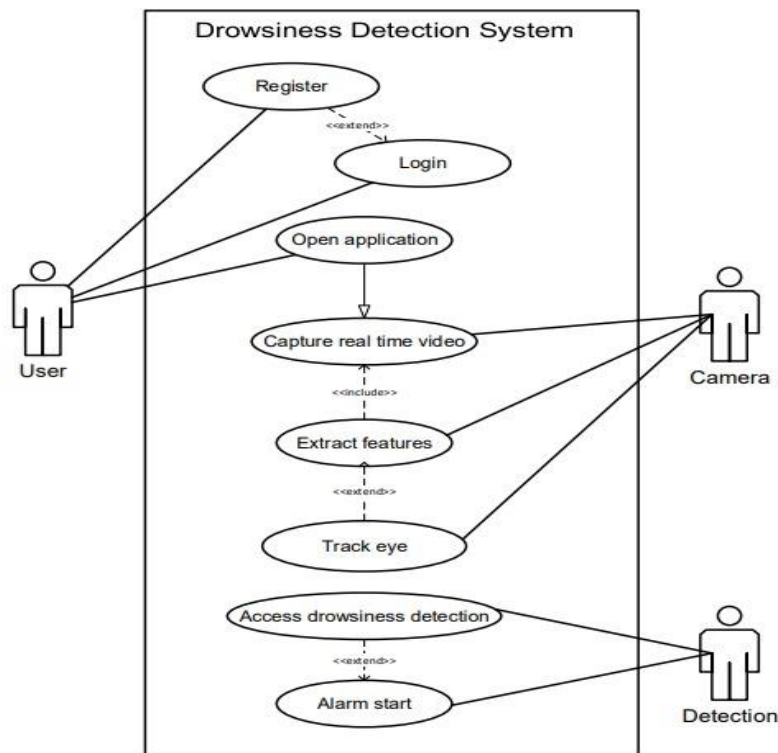 Drowsiness Detection System
Register
<<extend>>
Login
Open application
User
Capture real time video
Camera
<<include>>
Extract features
<<extend>>
Track eye
Access drowsiness detection
<<extend>>
Alarm start
Detection